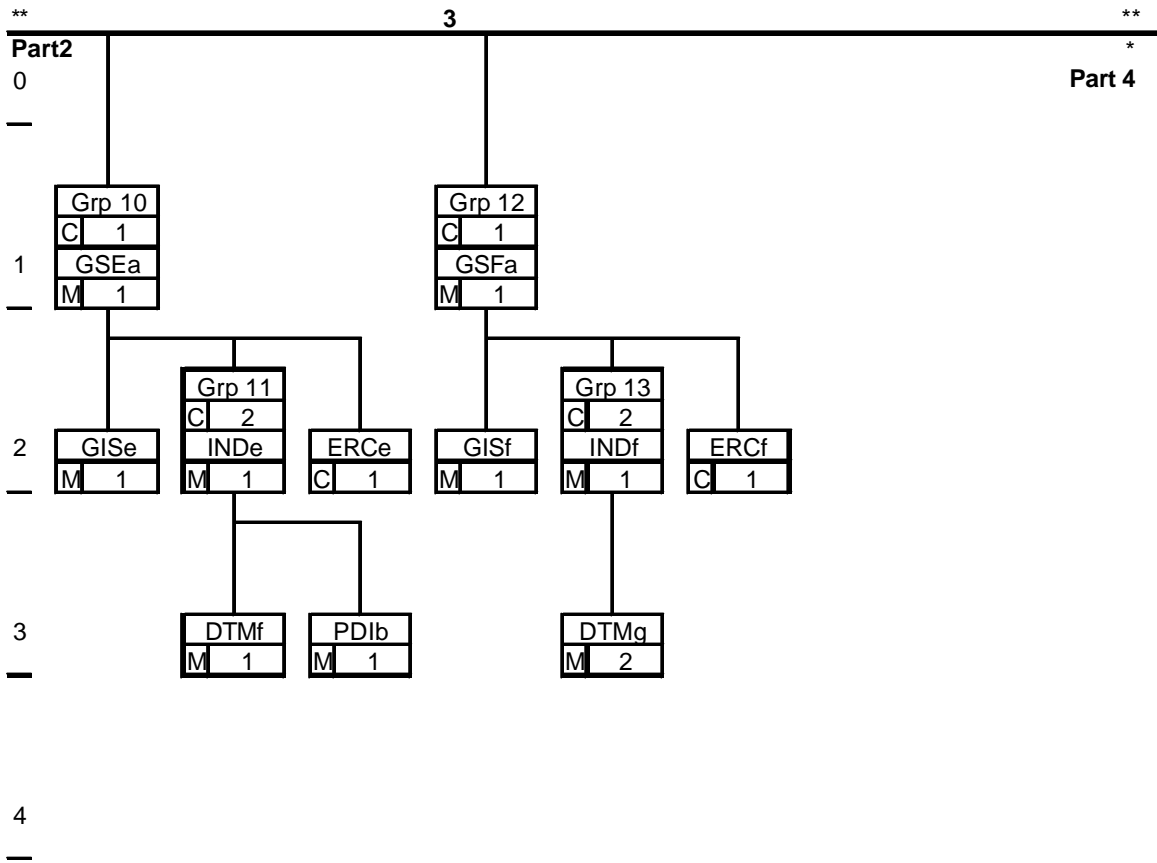 ** 3 **
Part2 *
0 Part 4
Grp 10 Grp 12
C 1 C 1
1 GSEa GSFa
M 1 M 1
Grp 11 Grp 13
C 2 C 2
2 GISe INDe ERCe GISf INDf ERCf
M 1 M 1 C 1 M 1 M 1 C 1
3 DTMf PDIb DTMg
M 1 M 1 M 2
4